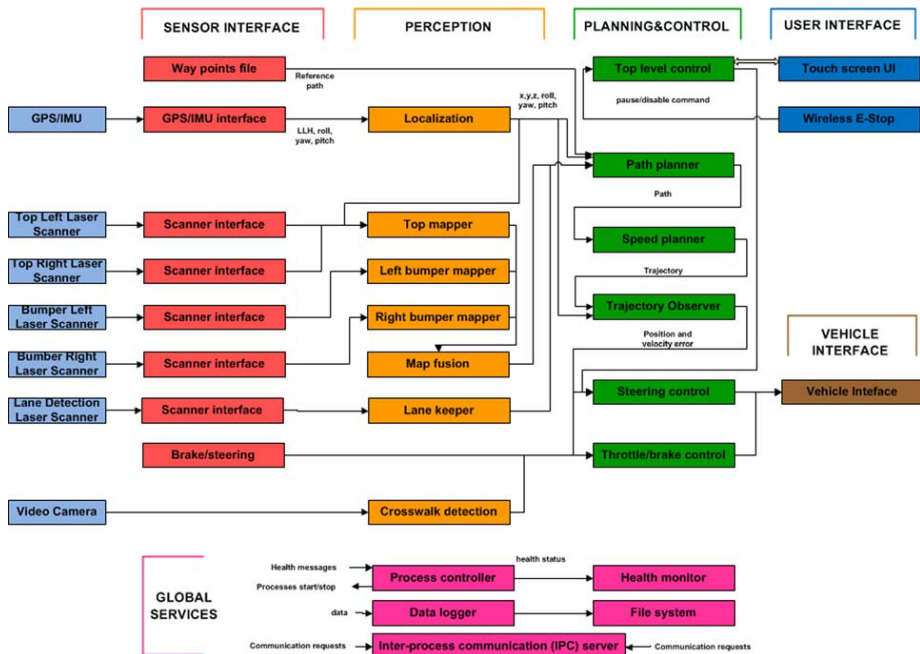 SENSOR INTERFACE
PERCEPTION
PLANNING&CONTROL
USER INTERFACE
Way points file
Reference
path
Top level control
Touch screen UI
x,y,z, roll,
yaw, pitch
pause/disable command
GPS/IMU
GPS/IMU interface
LLH, roll,
yaw, pitch
Localization
Wireless E-Stop
Path planner
Path
Top Left Laser
Scanner
Scanner interface
Top mapper
Speed planner
Trajectory
Top Right Laser
Scanner
Scanner interface
Left bumper mapper
Bumper Left
Laser Scanner
Scanner interface
Right bumper mapper
Trajectory Observer
Position and
velocity error
VEHICLE
INTERFACE
Bumber Right
Laser Scanner
Scanner interface
Map fusion
Steering control
Vehicle Inteface
Lane Detection
Laser Scanner
Scanner interface
Lane keeper
Brake/steering
Throttle/brake control
Video Camera
Crosswalk detection
GLOBAL
SERVICES
Health messages
Processes start/stop
Process controller
health status
Health monitor
data
Data logger
File system
Communication requests
Inter-process communication (IPC) server
Communication requests